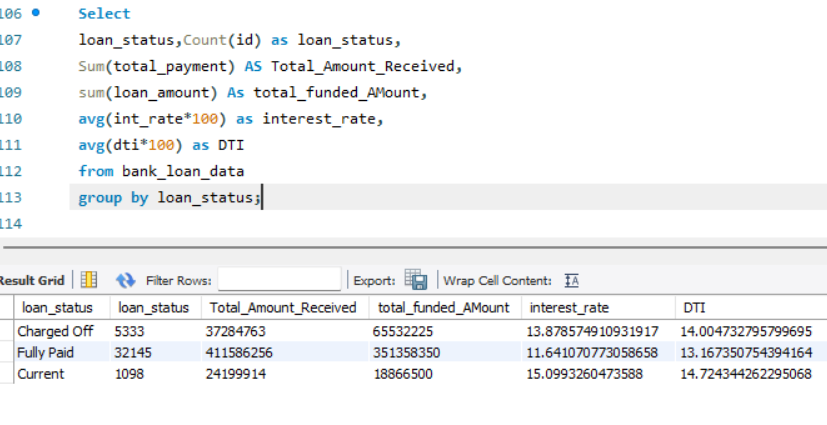 106 Select
107 loan_status,Count(id) as loan_status,
108 Sum(total_payment) AS Total_Amount_Received,
109 sum(loan_amount) As total_funded_AMount,
110 avg(int_rate*100) as interest_rate,
111 avg(dti*100) as DTI
112 from bank_loan_data
113 group by loan_status;
114
Result Grid Filter Rows: Export: Wrap Cell Content: IA
loan_status loan_status Total_Amount_Received total_funded_AMount interest_rate DTI
Charged Off 5333 37284763 65532225 13.878574910931917 14.004732795799695
Fully Paid 32145 411586256 351358350 11.641070773058658 13.167350754394164
Current 1098 24199914 18866500 15.0993260473588 14.724344262295068